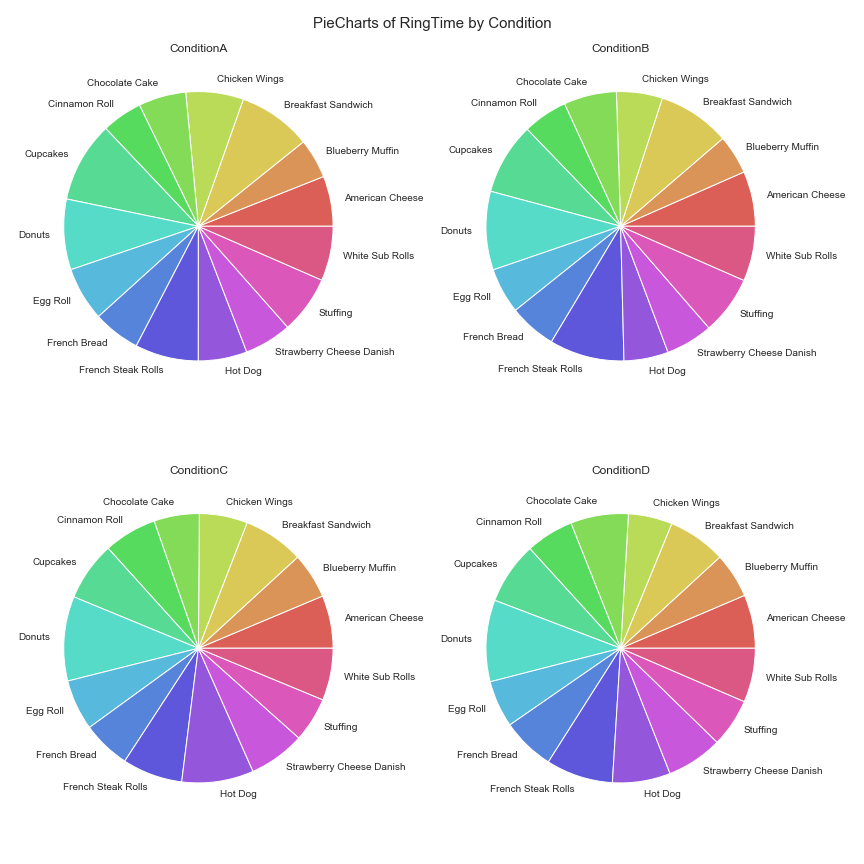 PieCharts of RingTime by Condition
ConditionA
American Cheese
Blueberry Muffin
Breakfast Sandwich
Chicken Wings
Chocolate Cake
Cinnamon Roll
Cupcakes
Donuts
Egg Roll
French Bread
French Steak Rolls
Hot Dog
Strawberry Cheese Danish
Stuffing
White Sub Rolls
ConditionB
American Cheese
Blueberry Muffin
Breakfast Sandwich
Chicken Wings
Chocolate Cake
Cinnamon Roll
Cupcakes
Donuts
Egg Roll
French Bread
French Steak Rolls
Hot Dog
Strawberry Cheese Danish
Stuffing
White Sub Rolls
ConditionC
American Cheese
Blueberry Muffin
Breakfast Sandwich
Chicken Wings
Chocolate Cake
Cinnamon Roll
Cupcakes
Donuts
Egg Roll
French Bread
French Steak Rolls
Hot Dog
Strawberry Cheese Danish
Stuffing
White Sub Rolls
ConditionD
American Cheese
Blueberry Muffin
Breakfast Sandwich
Chicken Wings
Chocolate Cake
Cinnamon Roll
Cupcakes
Donuts
Egg Roll
French Bread
French Steak Rolls
Hot Dog
Strawberry Cheese Danish
Stuffing
White Sub Rolls